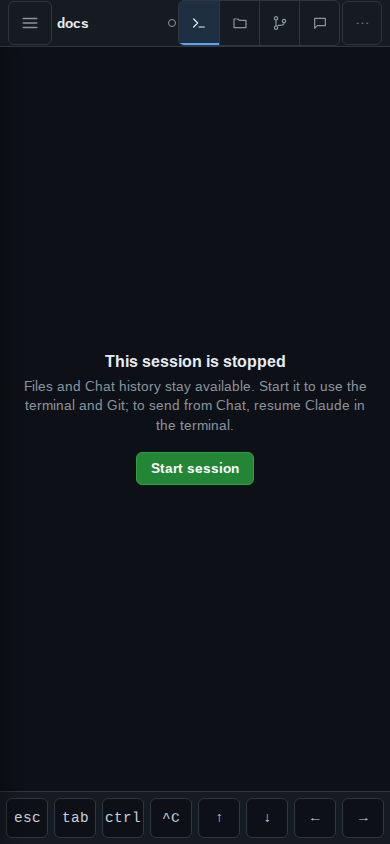 docs
This session is stopped
Files and Chat history stay available. Start it to use the
terminal and Git; to send from Chat, resume Claude in
the terminal.
Start session
esc tab ctrl ^C ↑ ↓ ← →